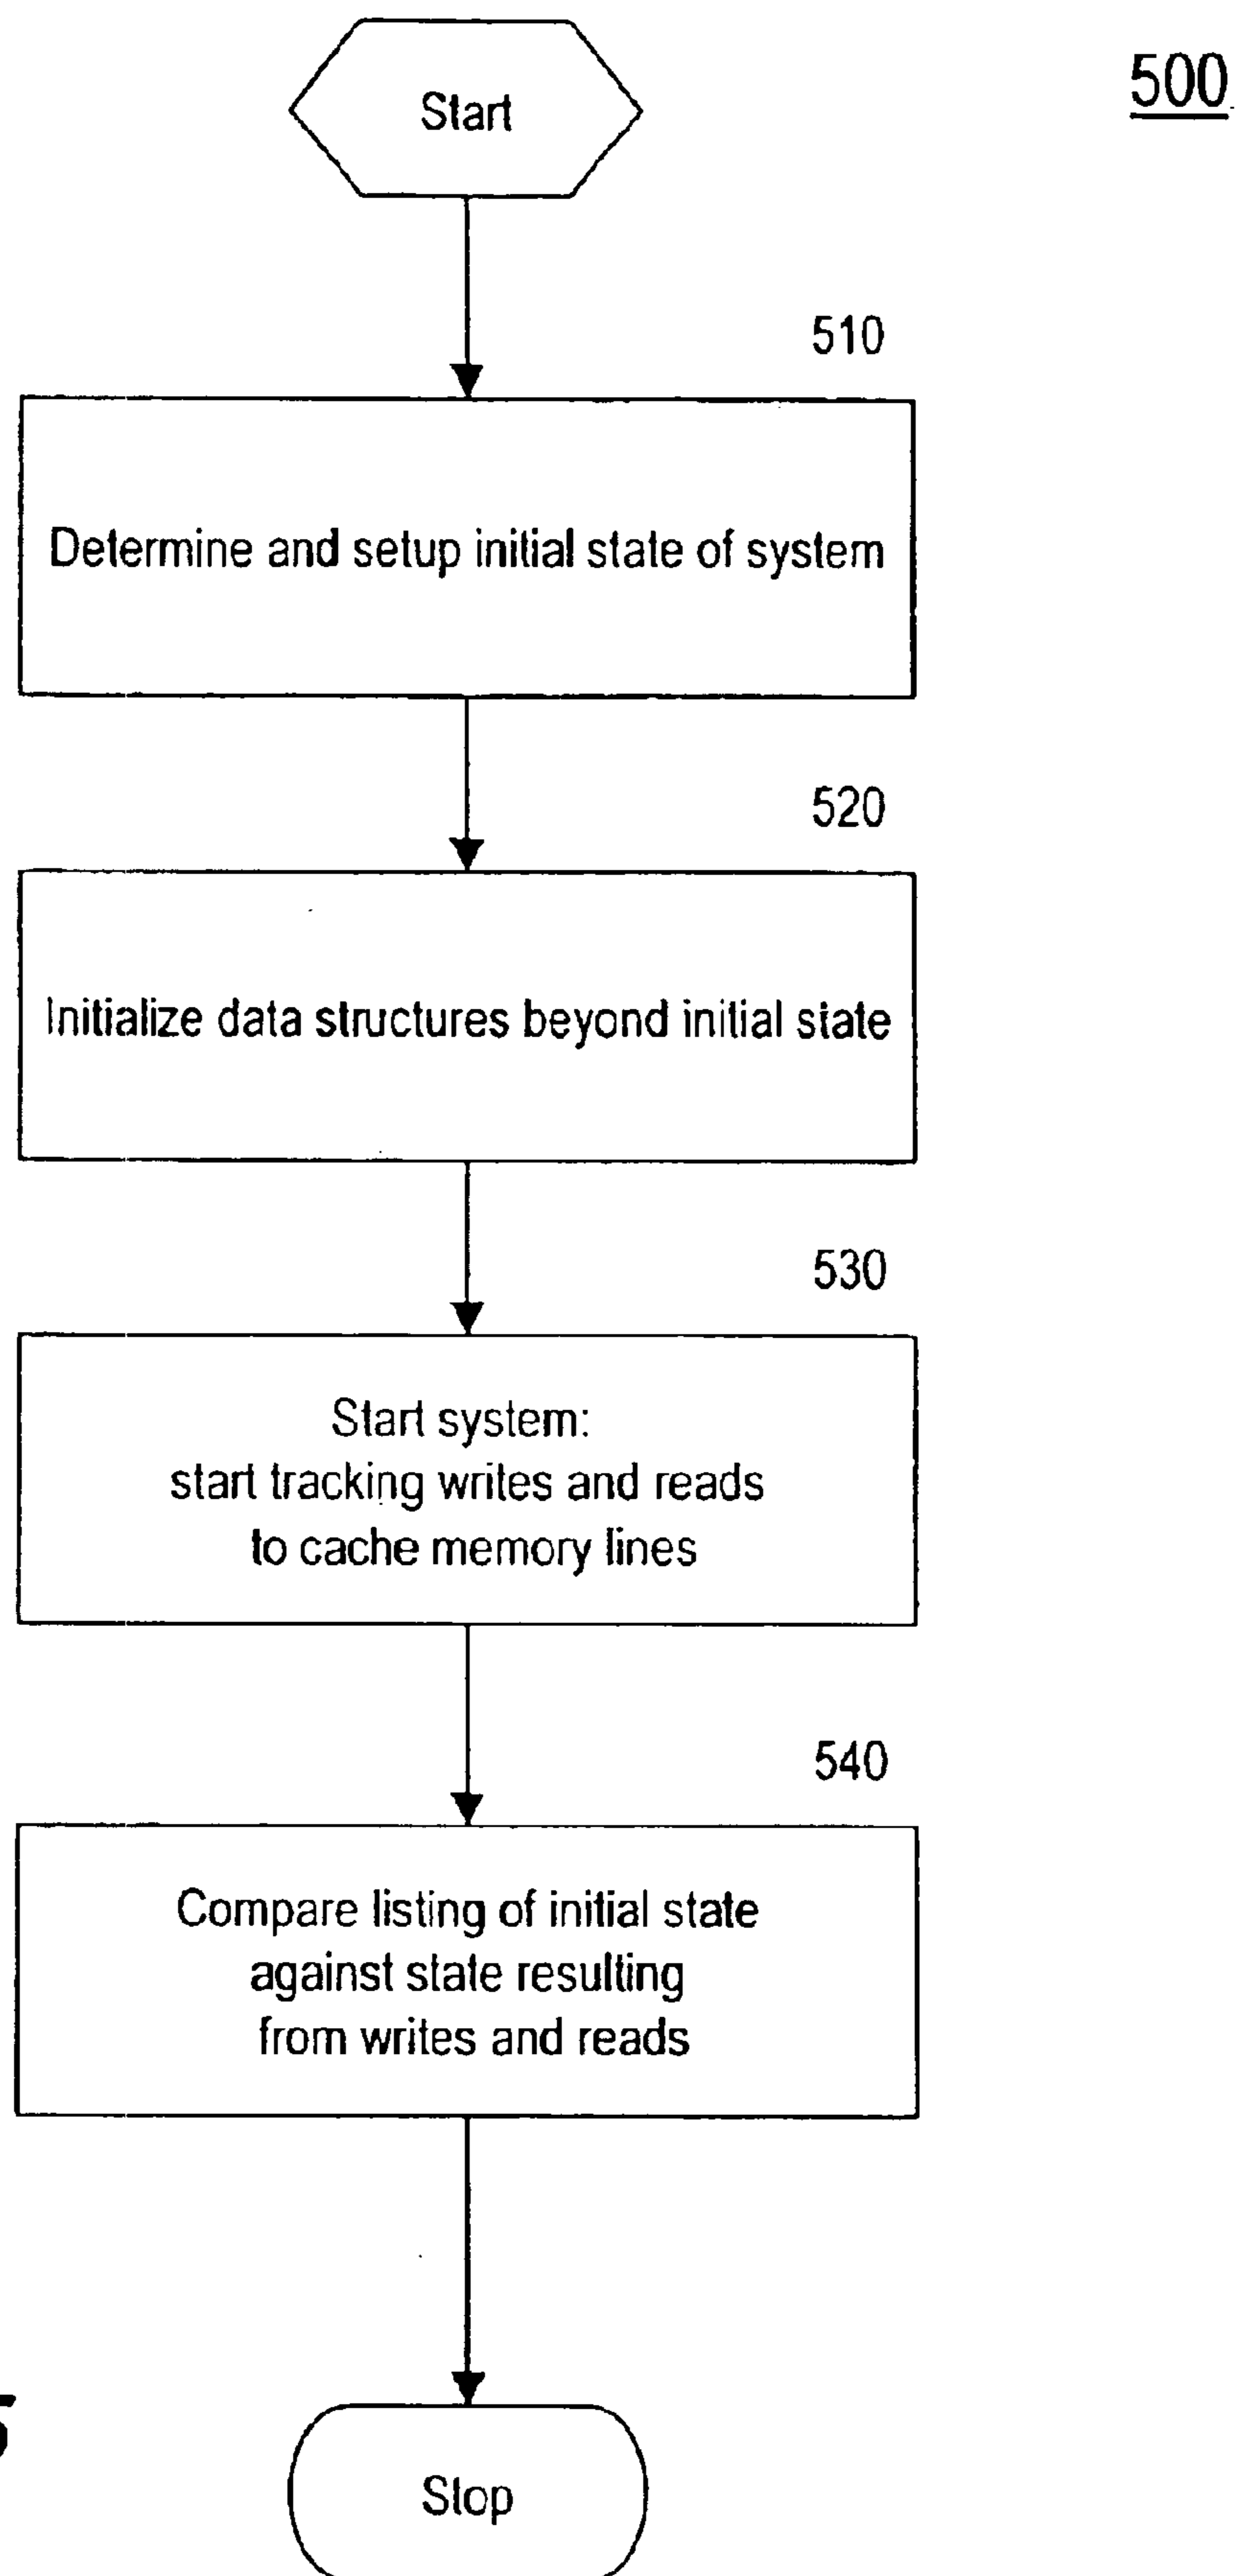 500
Start
510
Determine and setup initial state of system
520
Initialize data structures beyond initial state
530
Start system:
start tracking writes and reads
to cache memory lines
540
Compare listing of initial state
against state resulting
from writes and reads
Stop